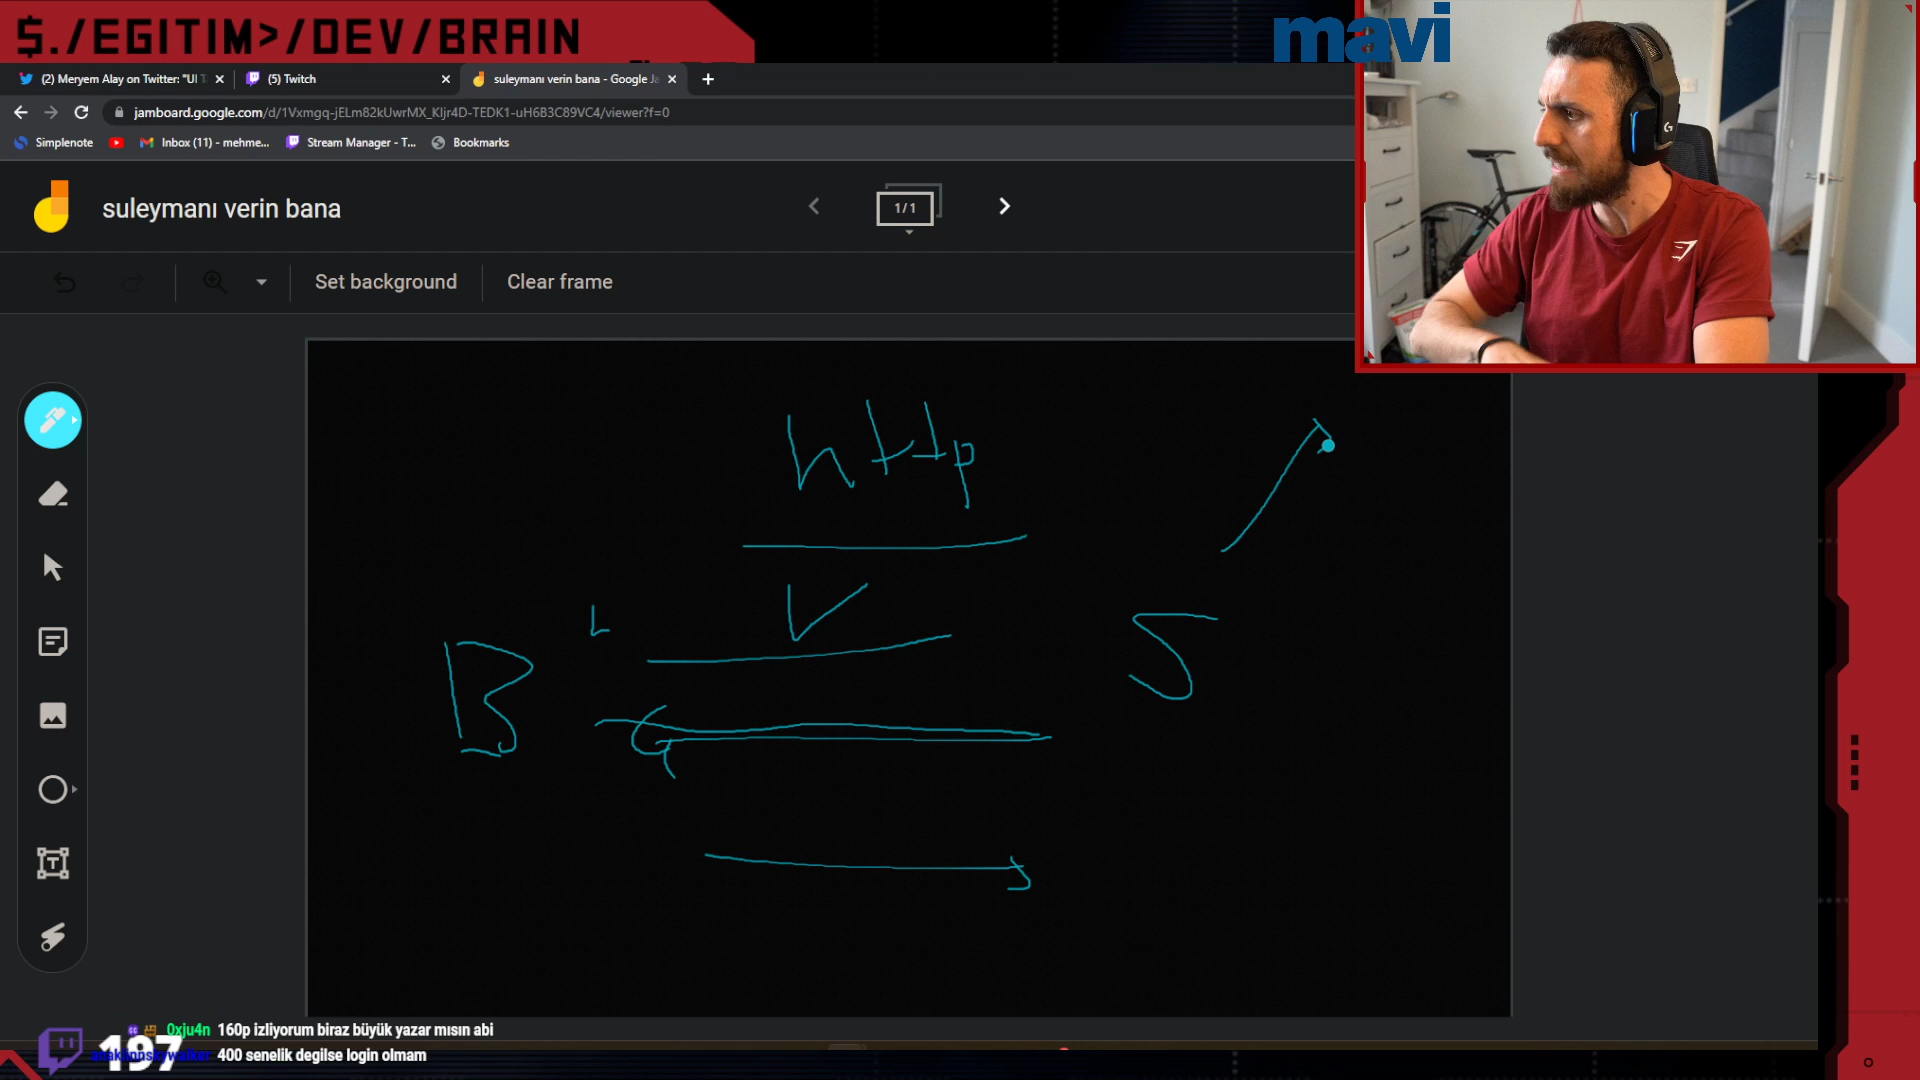 $./EGITIM>/DEV/BRAIN
mavi
(2) Meryem Alay on Twitter: "UI T
(5) Twitch
suleymanı verin bana - Google Ja
jamboard.google.com/d/1Vxmgq-jELm82kUwrMX_KIjr4D-TEDK1-uH6B3C89VC4/viewer?f=0
Simplenote
Inbox (11) - mehme...
Stream Manager - T...
Bookmarks
suleymanı verin bana
1/1
Set background
Clear frame
http
L
B
S
0xju4n 160p izliyorum biraz büyük yazar mısın abi
197
400 senelik degilse login olmam